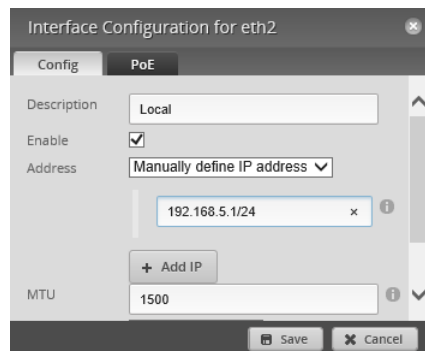 Interface Configuration for eth2
Config PoE
Description Local
Enable
Address Manually define IP address
192.168.5.1/24
+ Add IP
MTU 1500
Save Cancel